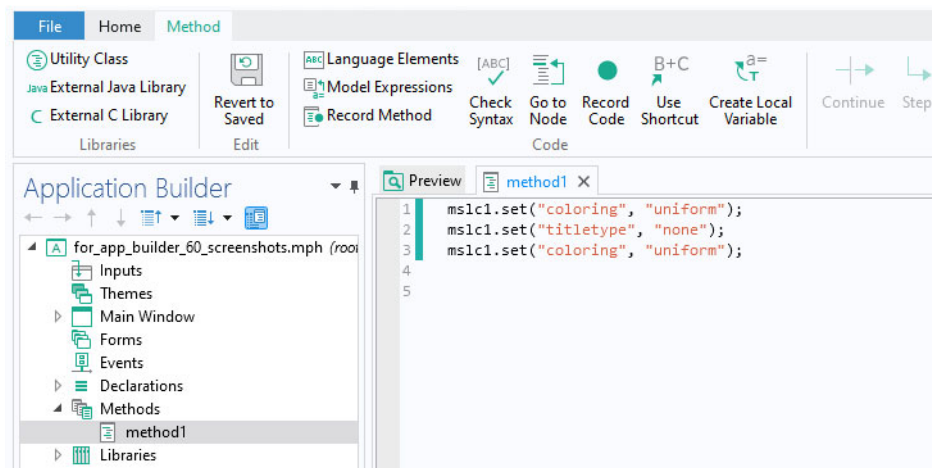 File Home Method
Utility Class
Java External Java Library
External C Library
Libraries
Revert to
Saved
Edit
ABC Language Elements
a= Model Expressions
Record Method
[ABC]
Check
Syntax
Go to
Node
Record
Code
B+C
Use
Shortcut
a=
T
Create Local
Variable
Code
Continue
Step
Application Builder
A for_app_builder_60_screenshots.mph (root
Inputs
Themes
Main Window
Forms
Events
Declarations
Methods
method1
Libraries
Preview method1
1 mslc1.set("coloring", "uniform");
2 mslc1.set("titletype", "none");
3 mslc1.set("coloring", "uniform");
4
5